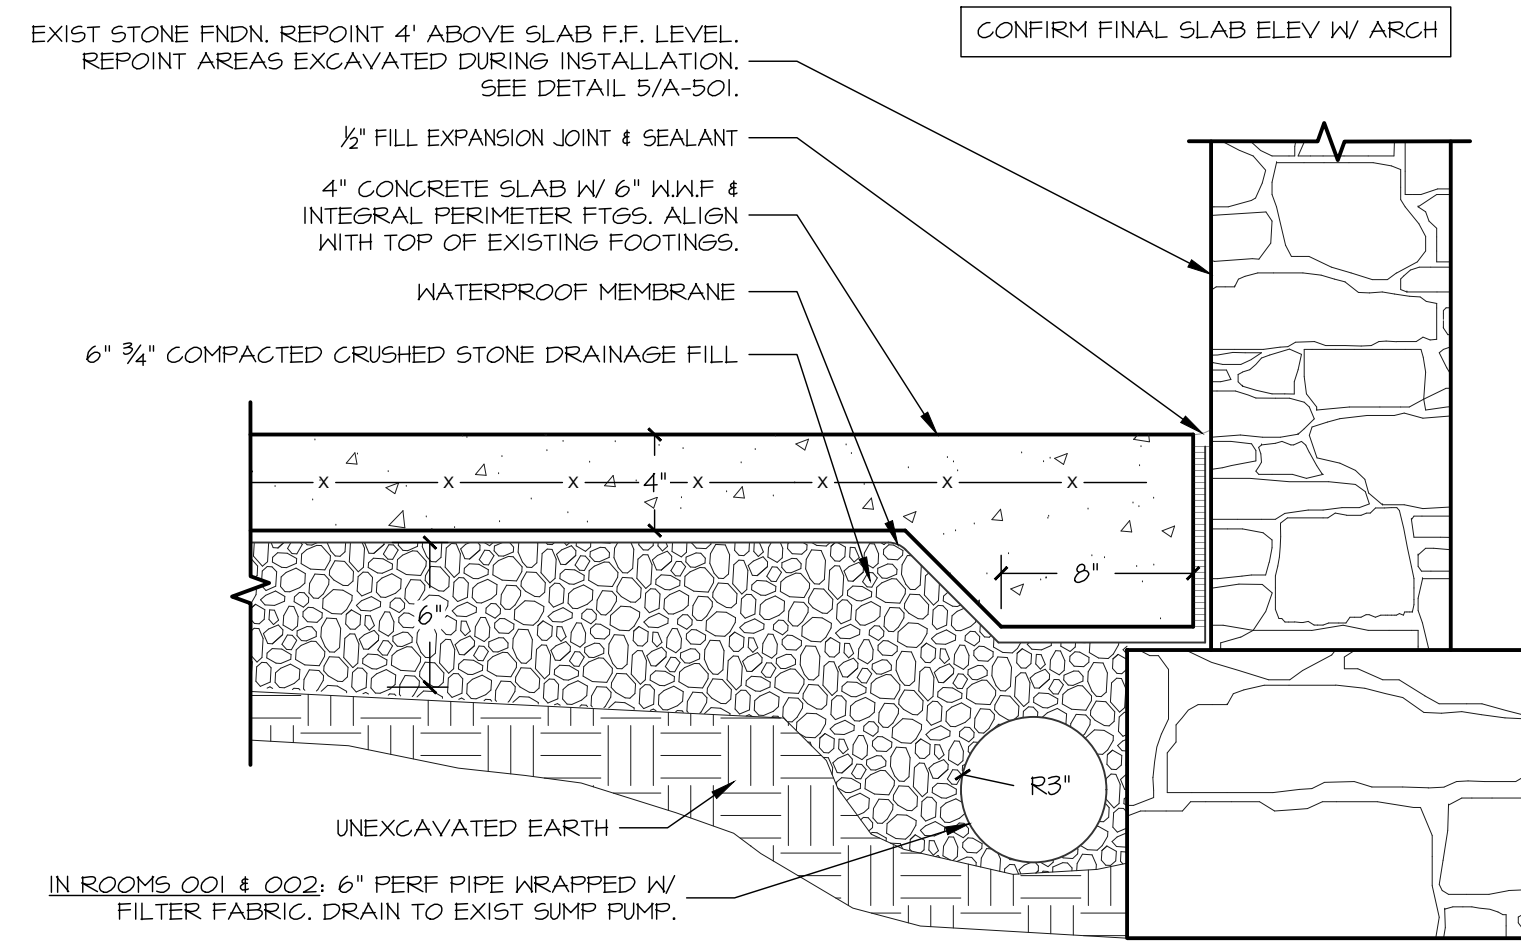 CONFIRM FINAL SLAB ELEV W/ ARCH
EXIST STONE FNDN. REPOINT 4' ABOVE SLAB F.F. LEVEL.
REPOINT AREAS EXCAVATED DURING INSTALLATION.
SEE DETAIL 5/A-501.
½" FILL EXPANSION JOINT & SEALANT
4" CONCRETE SLAB W/ 6" W.W.F &
INTEGRAL PERIMETER FTGS. ALIGN
WITH TOP OF EXISTING FOOTINGS.
WATERPROOF MEMBRANE
6" ¾" COMPACTED CRUSHED STONE DRAINAGE FILL
X X X 4" X X X X
8"
6"
R3"
UNEXCAVATED EARTH
IN ROOMS 001 & 002: 6" PERF PIPE WRAPPED W/
FILTER FABRIC. DRAIN TO EXIST SUMP PUMP.